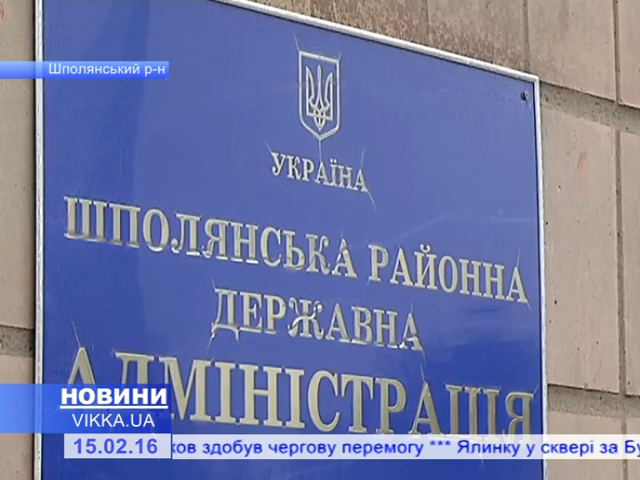 Шполянський р-н
УКРАЇНА
ШПОЛЯНСЬКА РАЙОННА
ДЕРЖАВНА
АДМІНІСТРАЦІЯ
НОВИНИ
VIKKA.UA
15.02.16
ков здобув чергову перемогу *** Ялинку у сквері за Бу